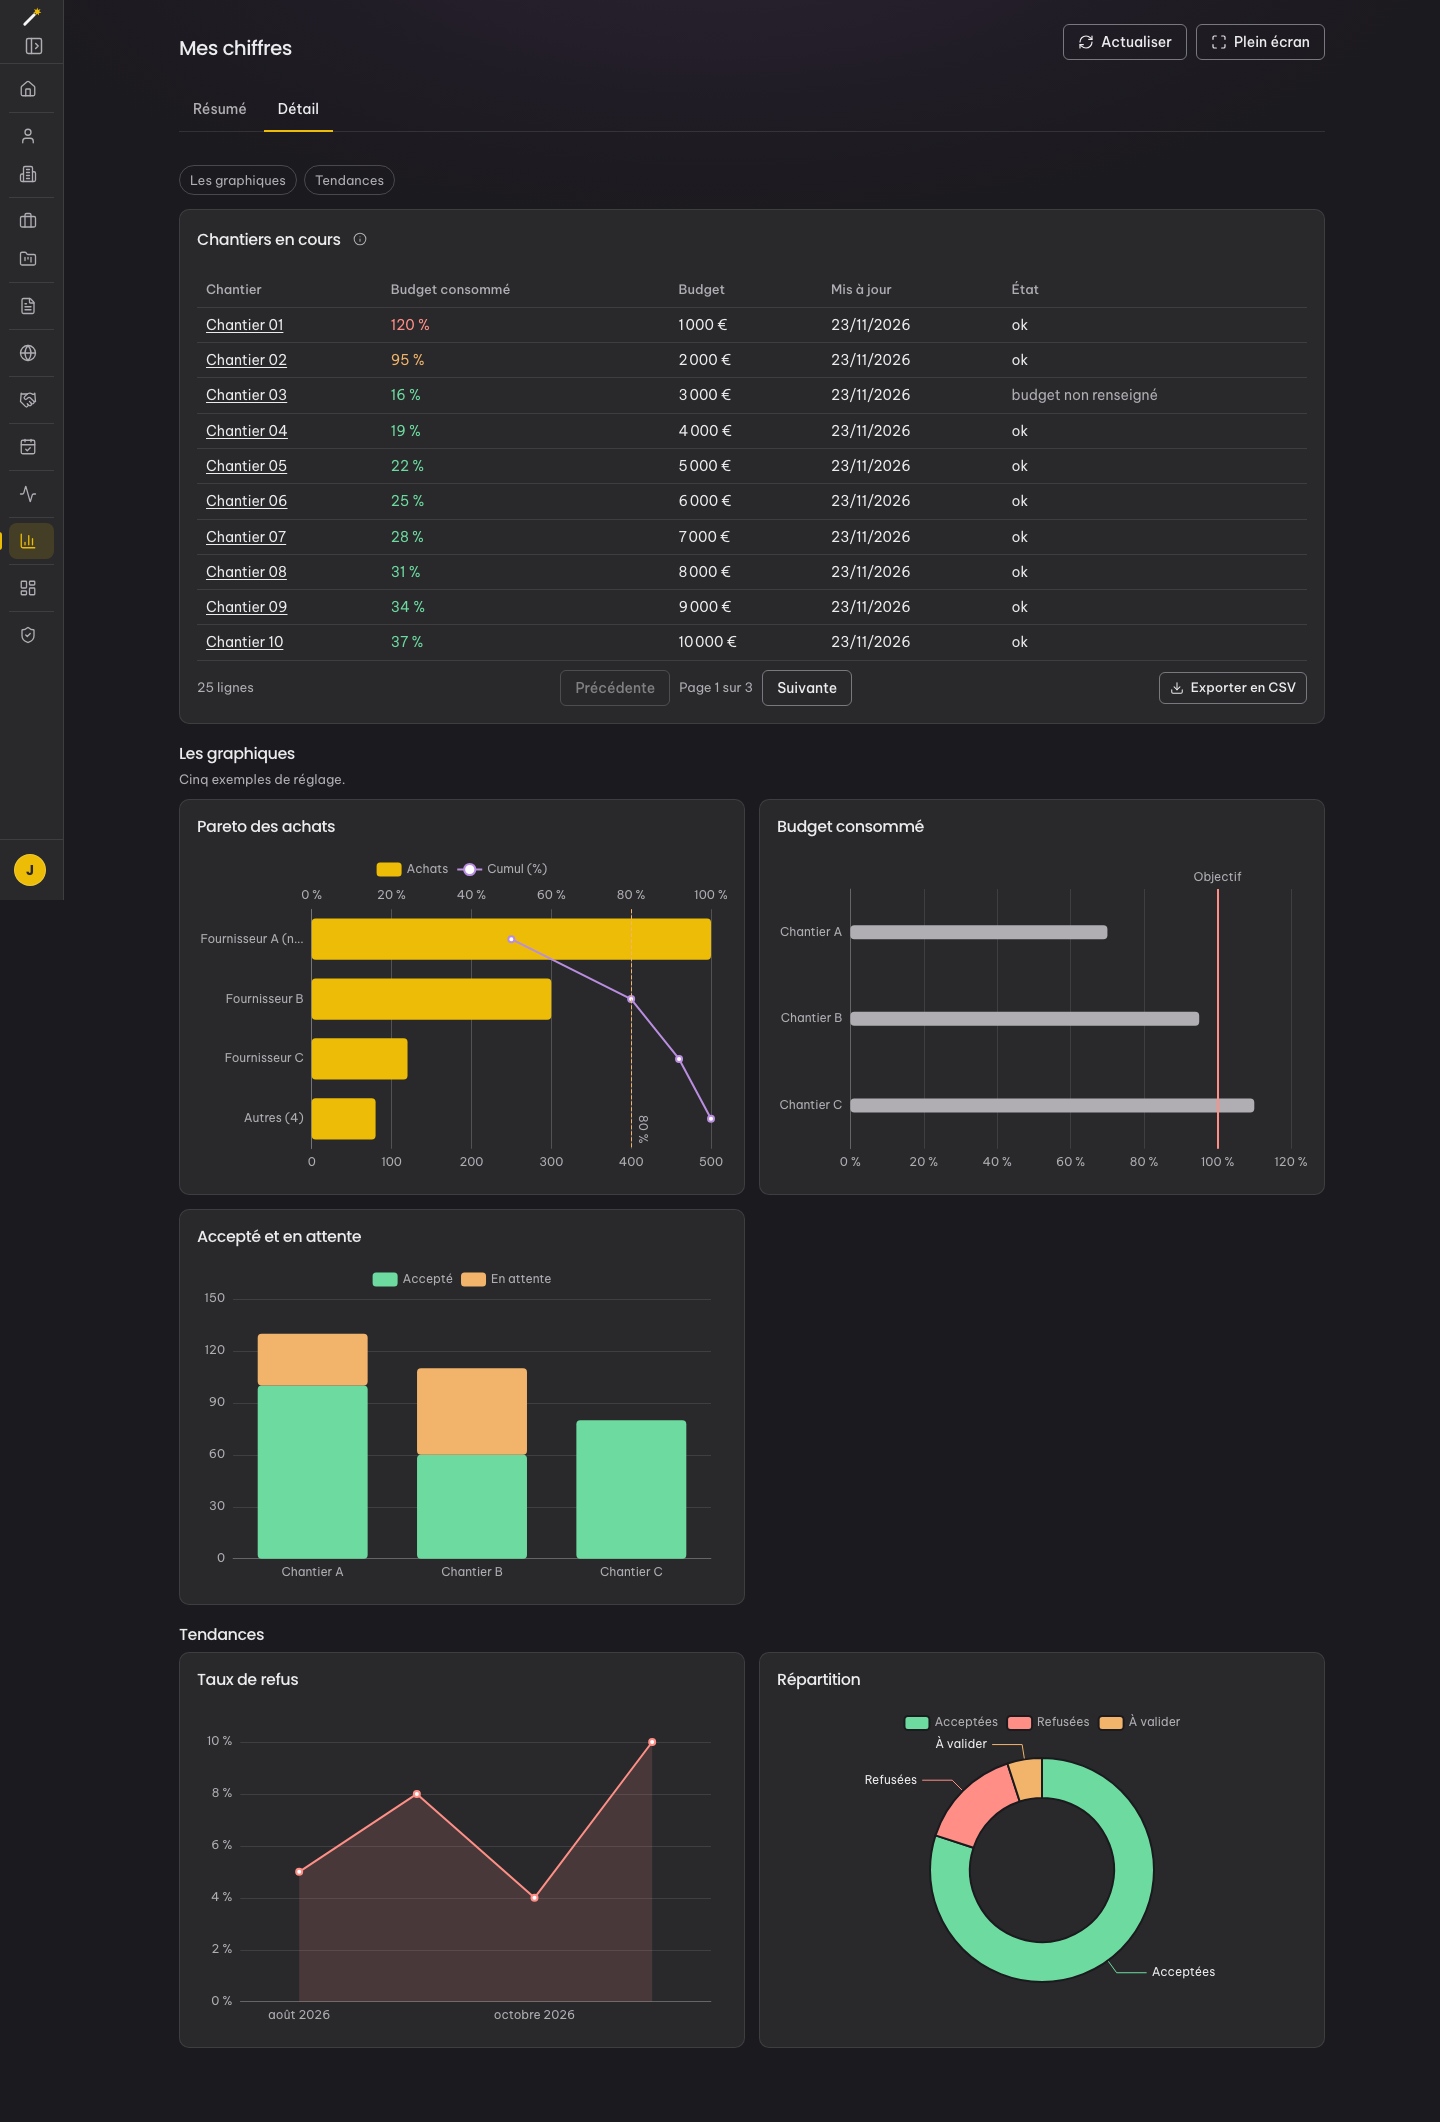 Mes chiffres
Actualiser
Plein écran
Résumé
Détail
Les graphiques
Tendances
Chantiers en cours
Chantier Budget consommé Budget Mis à jour État
Chantier 01 120 % 1 000 € 23/11/2026 ok
Chantier 02 95 % 2 000 € 23/11/2026 ok
Chantier 03 16 % 3 000 € 23/11/2026 budget non renseigné
Chantier 04 19 % 4 000 € 23/11/2026 ok
Chantier 05 22 % 5 000 € 23/11/2026 ok
Chantier 06 25 % 6 000 € 23/11/2026 ok
Chantier 07 28 % 7 000 € 23/11/2026 ok
Chantier 08 31 % 8 000 € 23/11/2026 ok
Chantier 09 34 % 9 000 € 23/11/2026 ok
Chantier 10 37 % 10 000 € 23/11/2026 ok
25 lignes
Précédente
Page 1 sur 3
Suivante
Exporter en CSV
Les graphiques
Cinq exemples de réglage.
J
Pareto des achats
Achats Cumul (%)
0 % 20 % 40 % 60 % 80 % 100 %
Fournisseur A (n...
Fournisseur B
Fournisseur C
Autres (4)
80 %
0 100 200 300 400 500
Budget consommé
Objectif
Chantier A
Chantier B
Chantier C
0 % 20 % 40 % 60 % 80 % 100 % 120 %
Accepté et en attente
Accepté En attente
150
120
90
60
30
0
Chantier A Chantier B Chantier C
Tendances
Taux de refus
10 %
8 %
6 %
4 %
2 %
0 %
août 2026 octobre 2026
Répartition
Acceptées Refusées À valider
À valider
Refusées
Acceptées